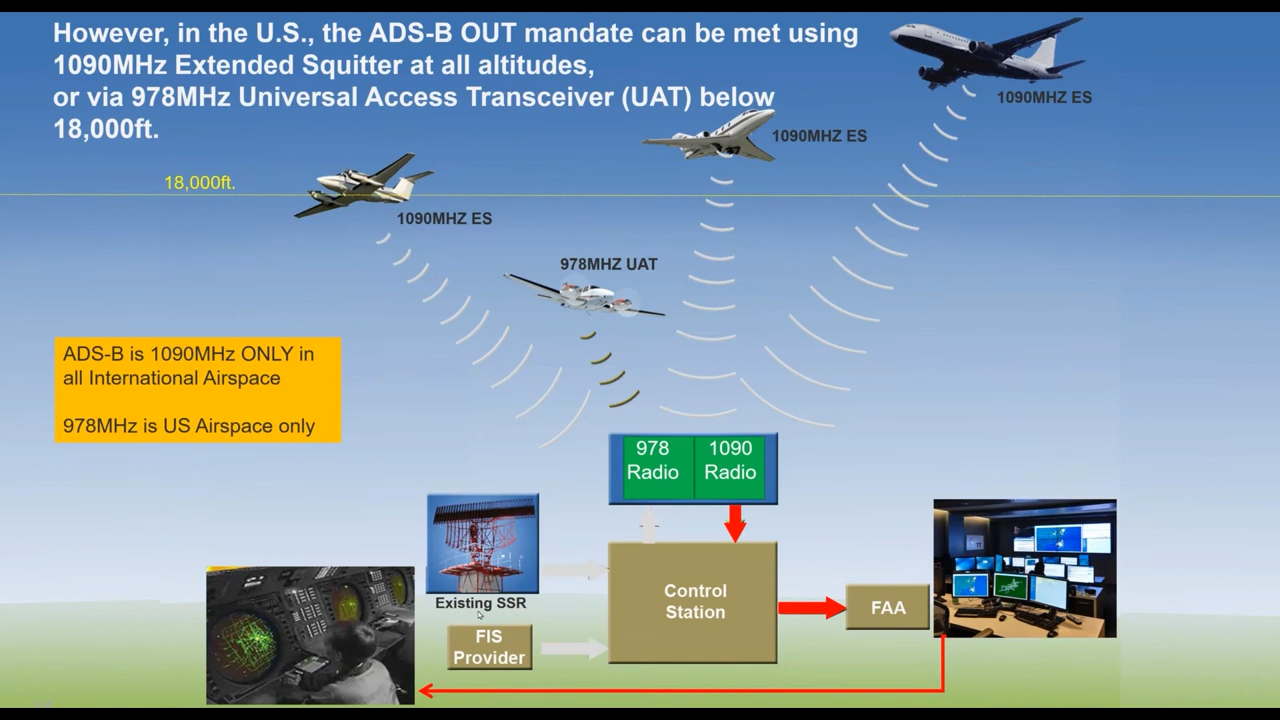 However, in the U.S., the ADS-B OUT mandate can be met using
1090MHz Extended Squitter at all altitudes,
or via 978MHz Universal Access Transceiver (UAT) below
18,000ft.
1090MHZ ES
1090MHZ ES
18,000ft.
1090MHZ ES
978MHZ UAT
ADS-B is 1090MHz ONLY in
all International Airspace
978MHz is US Airspace only
978
Radio
1090
Radio
Existing SSR
FIS
Provider
Control
Station
FAA